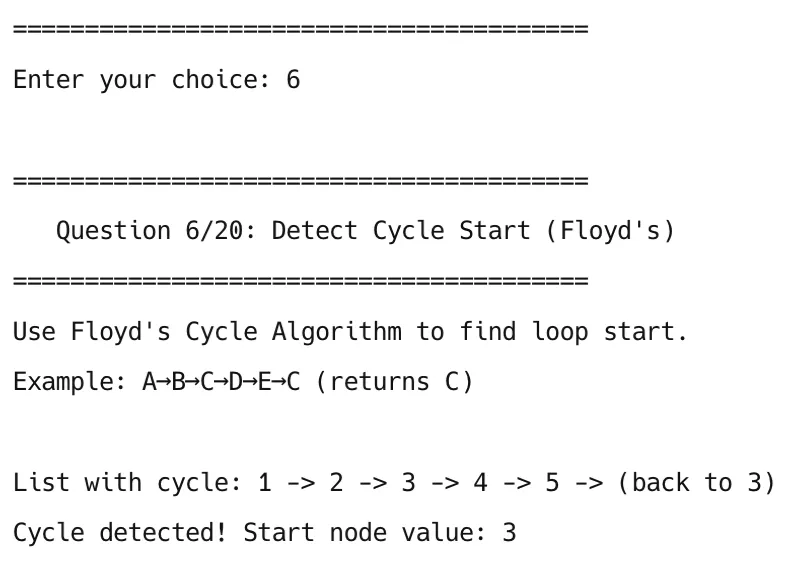 ========================================
Enter your choice: 6
========================================
Question 6/20: Detect Cycle Start (Floyd's)
========================================
Use Floyd's Cycle Algorithm to find loop start.
Example: A→B→C→D→E→C (returns C)
List with cycle: 1 -> 2 -> 3 -> 4 -> 5 -> (back to 3)
Cycle detected! Start node value: 3